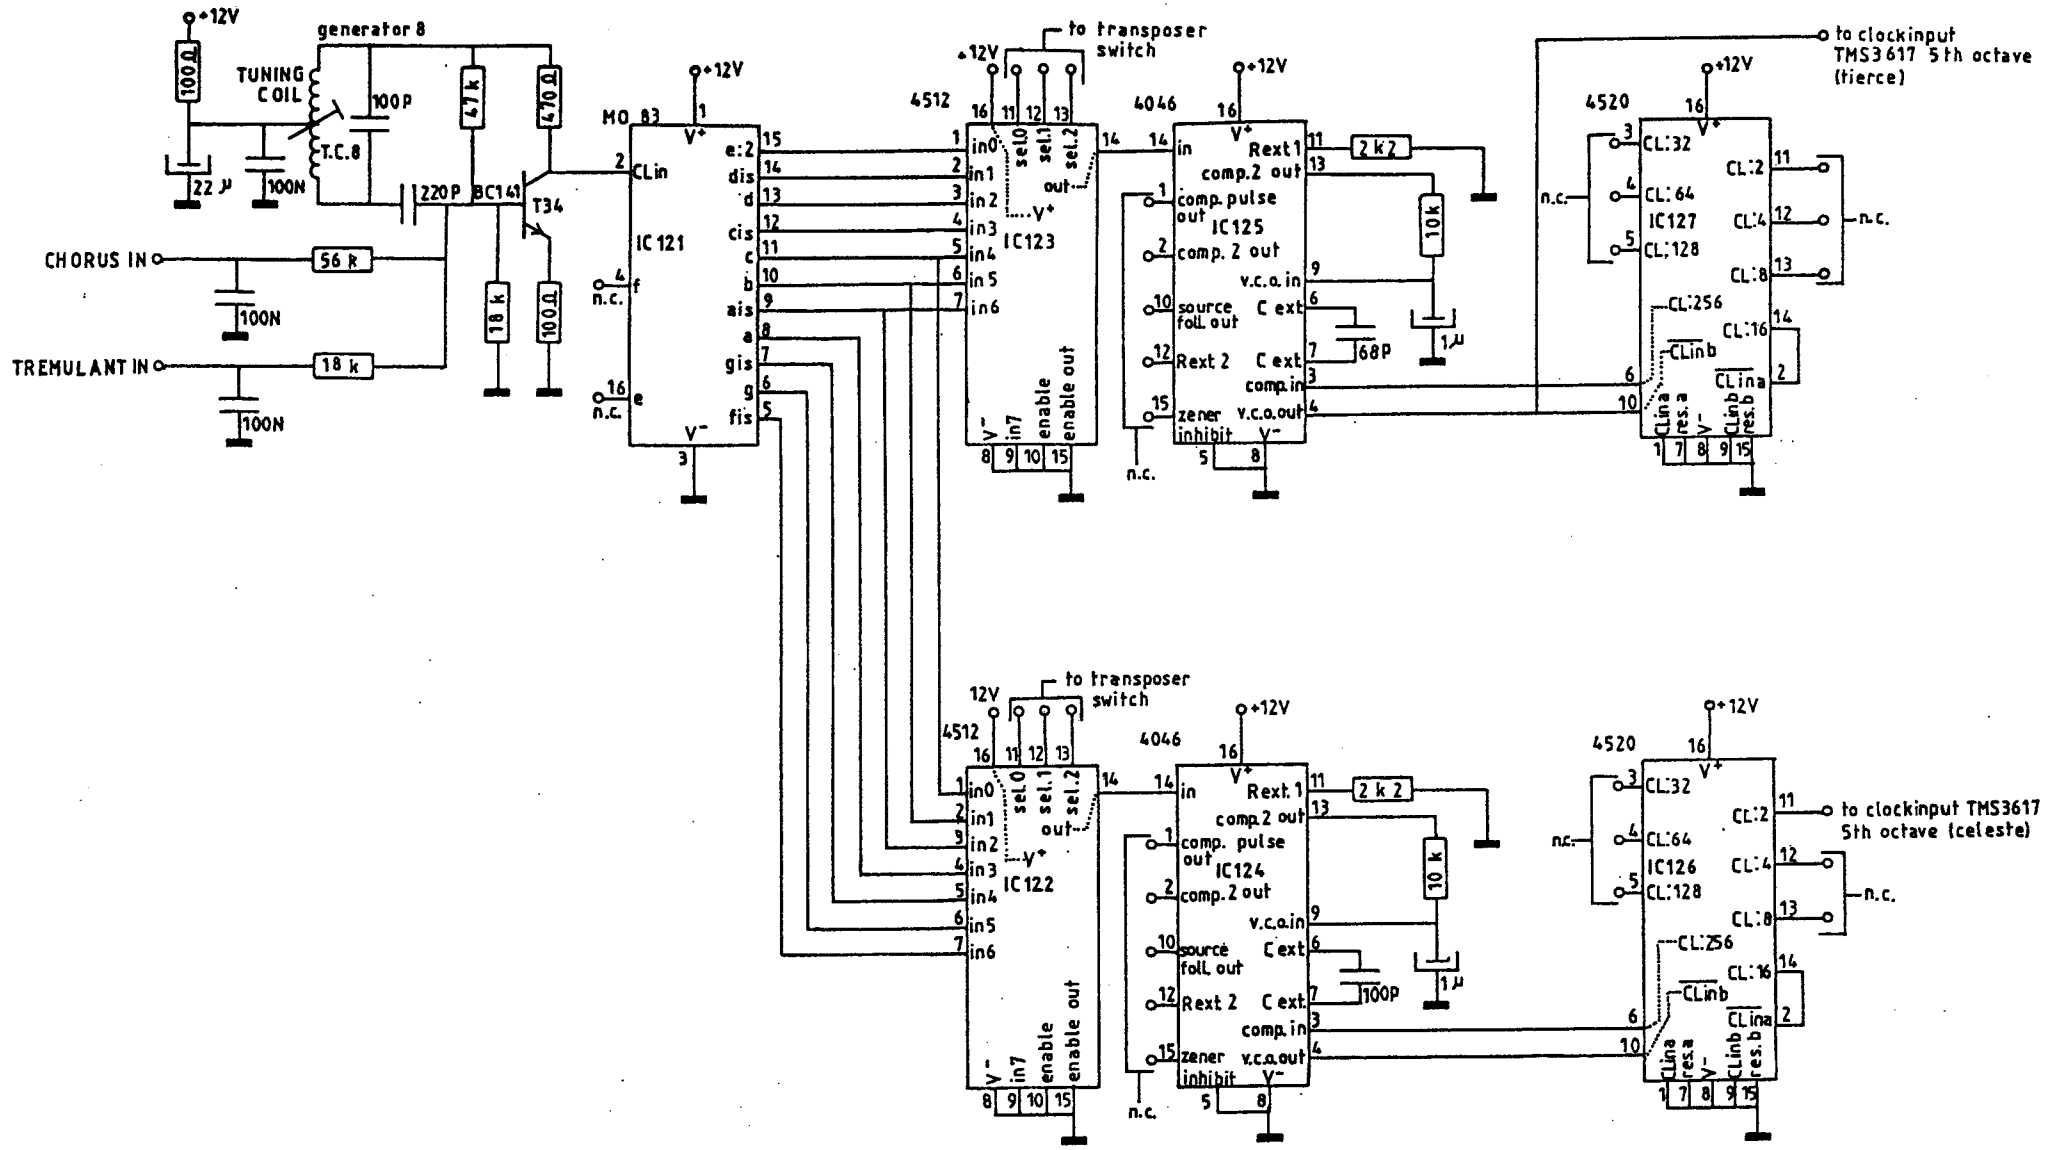 +12V
generator 8
100Ω
TUNING
COIL
100P
T.C.8
22 µ
100N
47k
470Ω
220P
BC141
T34
CHORUS IN
56 k
100N
18 k
100Ω
TREMULANT IN
18 k
100N
+12V
MO 83
1
V+
2
CLin
IC121
4
f
n.c.
16
e
n.c.
V-
3
e:2
15
dis
14
d
13
cis
12
c
11
b
10
ais
9
a
8
gis
7
g
6
fis
5
to transposer
switch
+12V
4512
16
11
12
13
sel.0
sel.1
sel.2
1
in0
2
in1
3
in2
4
in3
5
in4
6
in5
7
in6
out
V+
IC123
14
V-
in7
enable
enable out
8
9
10
15
+12V
4046
16
V+
14
in
1
comp. pulse
out
IC125
2
comp. 2 out
10
source
foll. out
12
Rext 2
15
zener
inhibit
n.c.
V-
5
8
Rext 1
11
2k2
comp.2 out
13
10k
v.c.o. in
9
1µ
C ext
6
68P
C ext
7
comp.in
3
v.c.o.out
4
to clockinput
TMS3617 5th octave
(tierce)
+12V
4520
16
V+
3
CL:32
4
CL:64
n.c.
IC127
5
CL:128
CL:2
11
CL:4
12
n.c.
CL:8
13
CL:256
CL:16
14
CLinb
6
CLina
2
10
CLina
res.a
V-
CLinb
res.b
1
7
8
9
15
to transposer
switch
12V
4512
16
11
12
13
sel.0
sel.1
sel.2
1
in0
2
in1
3
in2
4
in3
5
in4
6
in5
7
in6
out
V+
IC122
14
V-
in7
enable
enable out
8
9
10
15
+12V
4046
16
V+
14
in
1
comp. pulse
out
IC124
2
comp.2 out
10
source
foll. out
12
Rext 2
15
zener
inhibit
n.c.
V-
5
8
Rext.1
11
2k2
comp.2 out
13
10 k
v.c.o.in
9
1µ
C ext
6
100P
C ext.
7
comp. in
3
v.c.o.out
4
+12V
4520
16
V+
3
CL:32
4
CL:64
n.c.
IC126
5
CL:128
CL:2
11
to clockinput TMS3617
5th octave (celeste)
CL:4
12
n.c.
CL:8
13
CL:256
CL:16
14
CLinb
6
CLina
2
10
CLina
res.a
V-
CLinb
res.b
1
7
8
9
15